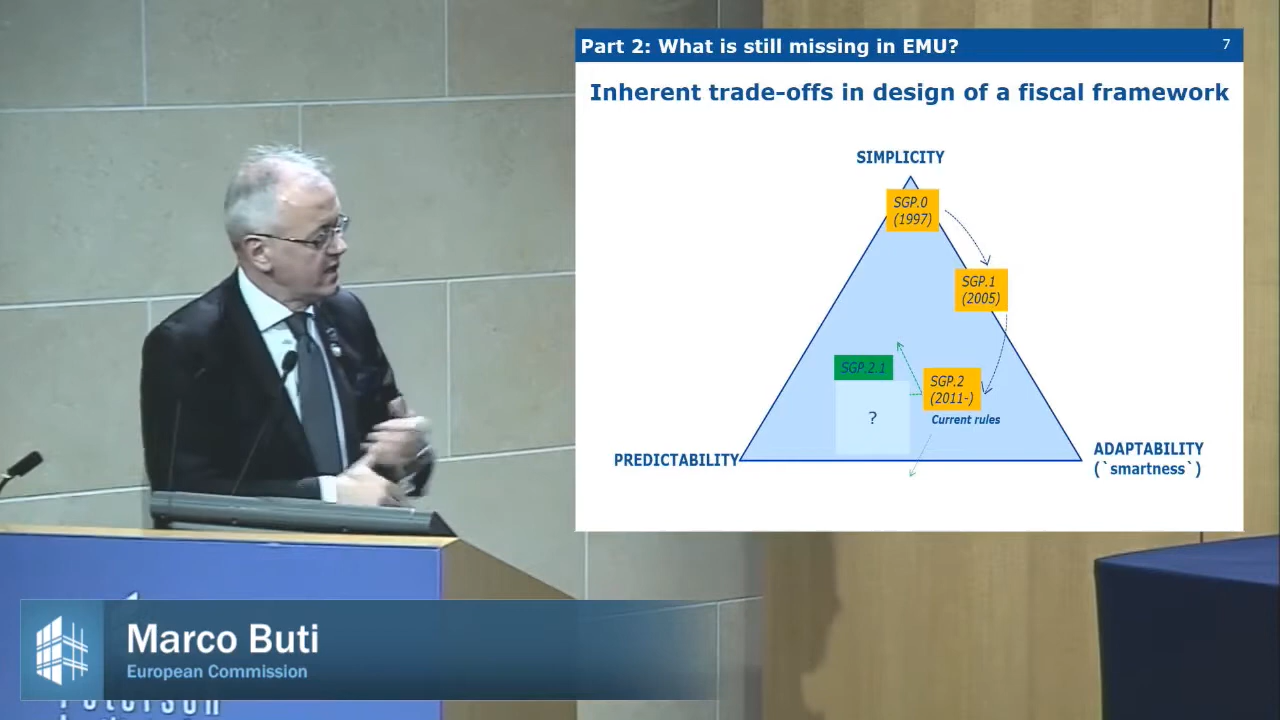 Part 2: What is still missing in EMU?
7
Inherent trade-offs in design of a fiscal framework
SIMPLICITY
SGP.0
(1997)
SGP.1
(2005)
SGP.2.1
SGP.2
(2011-)
?
Current rules
PREDICTABILITY
ADAPTABILITY
(`smartness`)
Marco Buti
European Commission